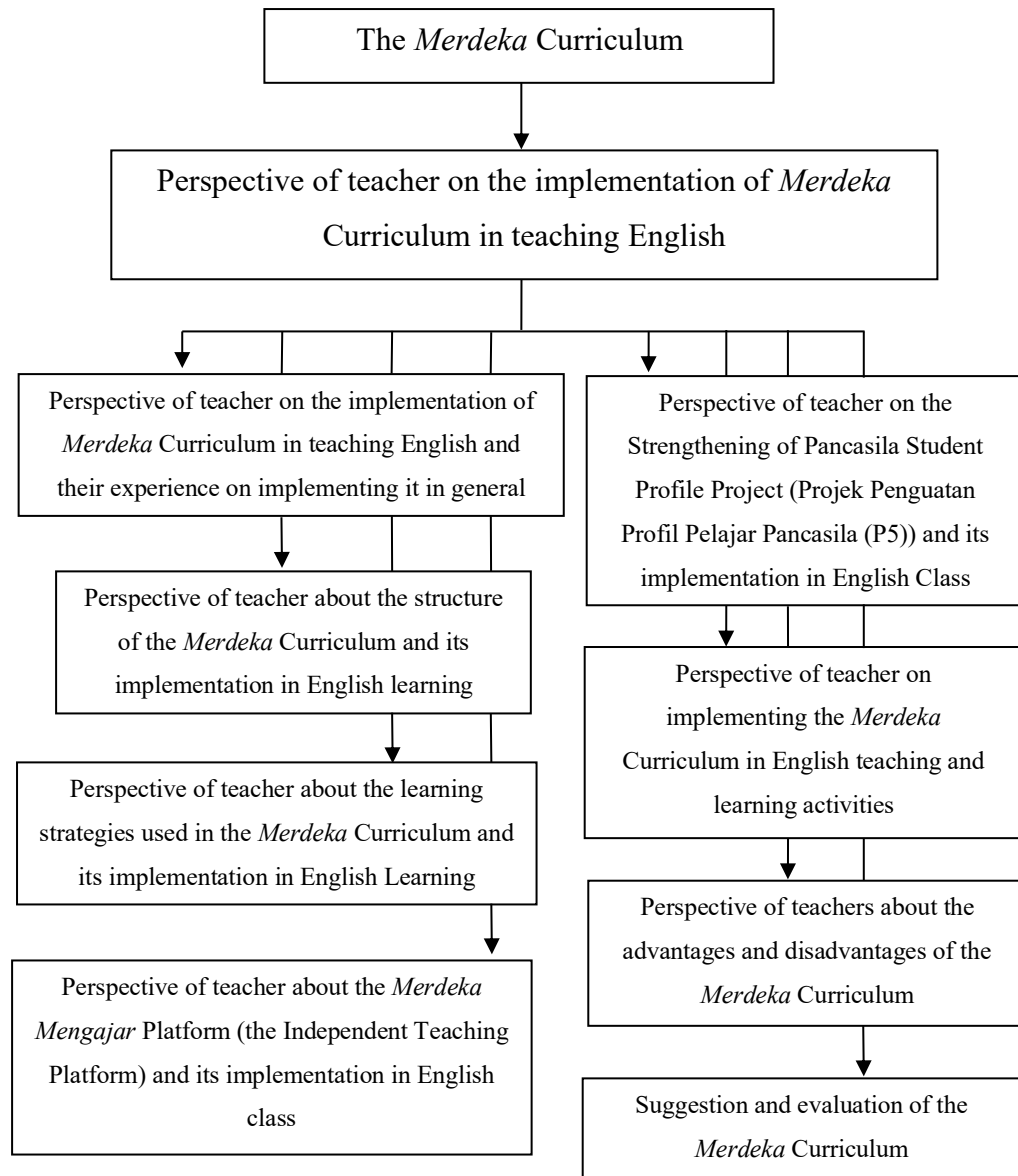 The Merdeka Curriculum
Perspective of teacher on the implementation of Merdeka
Curriculum in teaching English
Perspective of teacher on the implementation of
Merdeka Curriculum in teaching English and
their experience on implementing it in general
Perspective of teacher about the structure
of the Merdeka Curriculum and its
implementation in English learning
Perspective of teacher about the learning
strategies used in the Merdeka Curriculum and
its implementation in English Learning
Perspective of teacher about the Merdeka
Mengajar Platform (the Independent Teaching
Platform) and its implementation in English
class
Perspective of teacher on the
Strengthening of Pancasila Student
Profile Project (Projek Penguatan
Profil Pelajar Pancasila (P5)) and its
implementation in English Class
Perspective of teacher on
implementing the Merdeka
Curriculum in English teaching and
learning activities
Perspective of teachers about the
advantages and disadvantages of the
Merdeka Curriculum
Suggestion and evaluation of the
Merdeka Curriculum